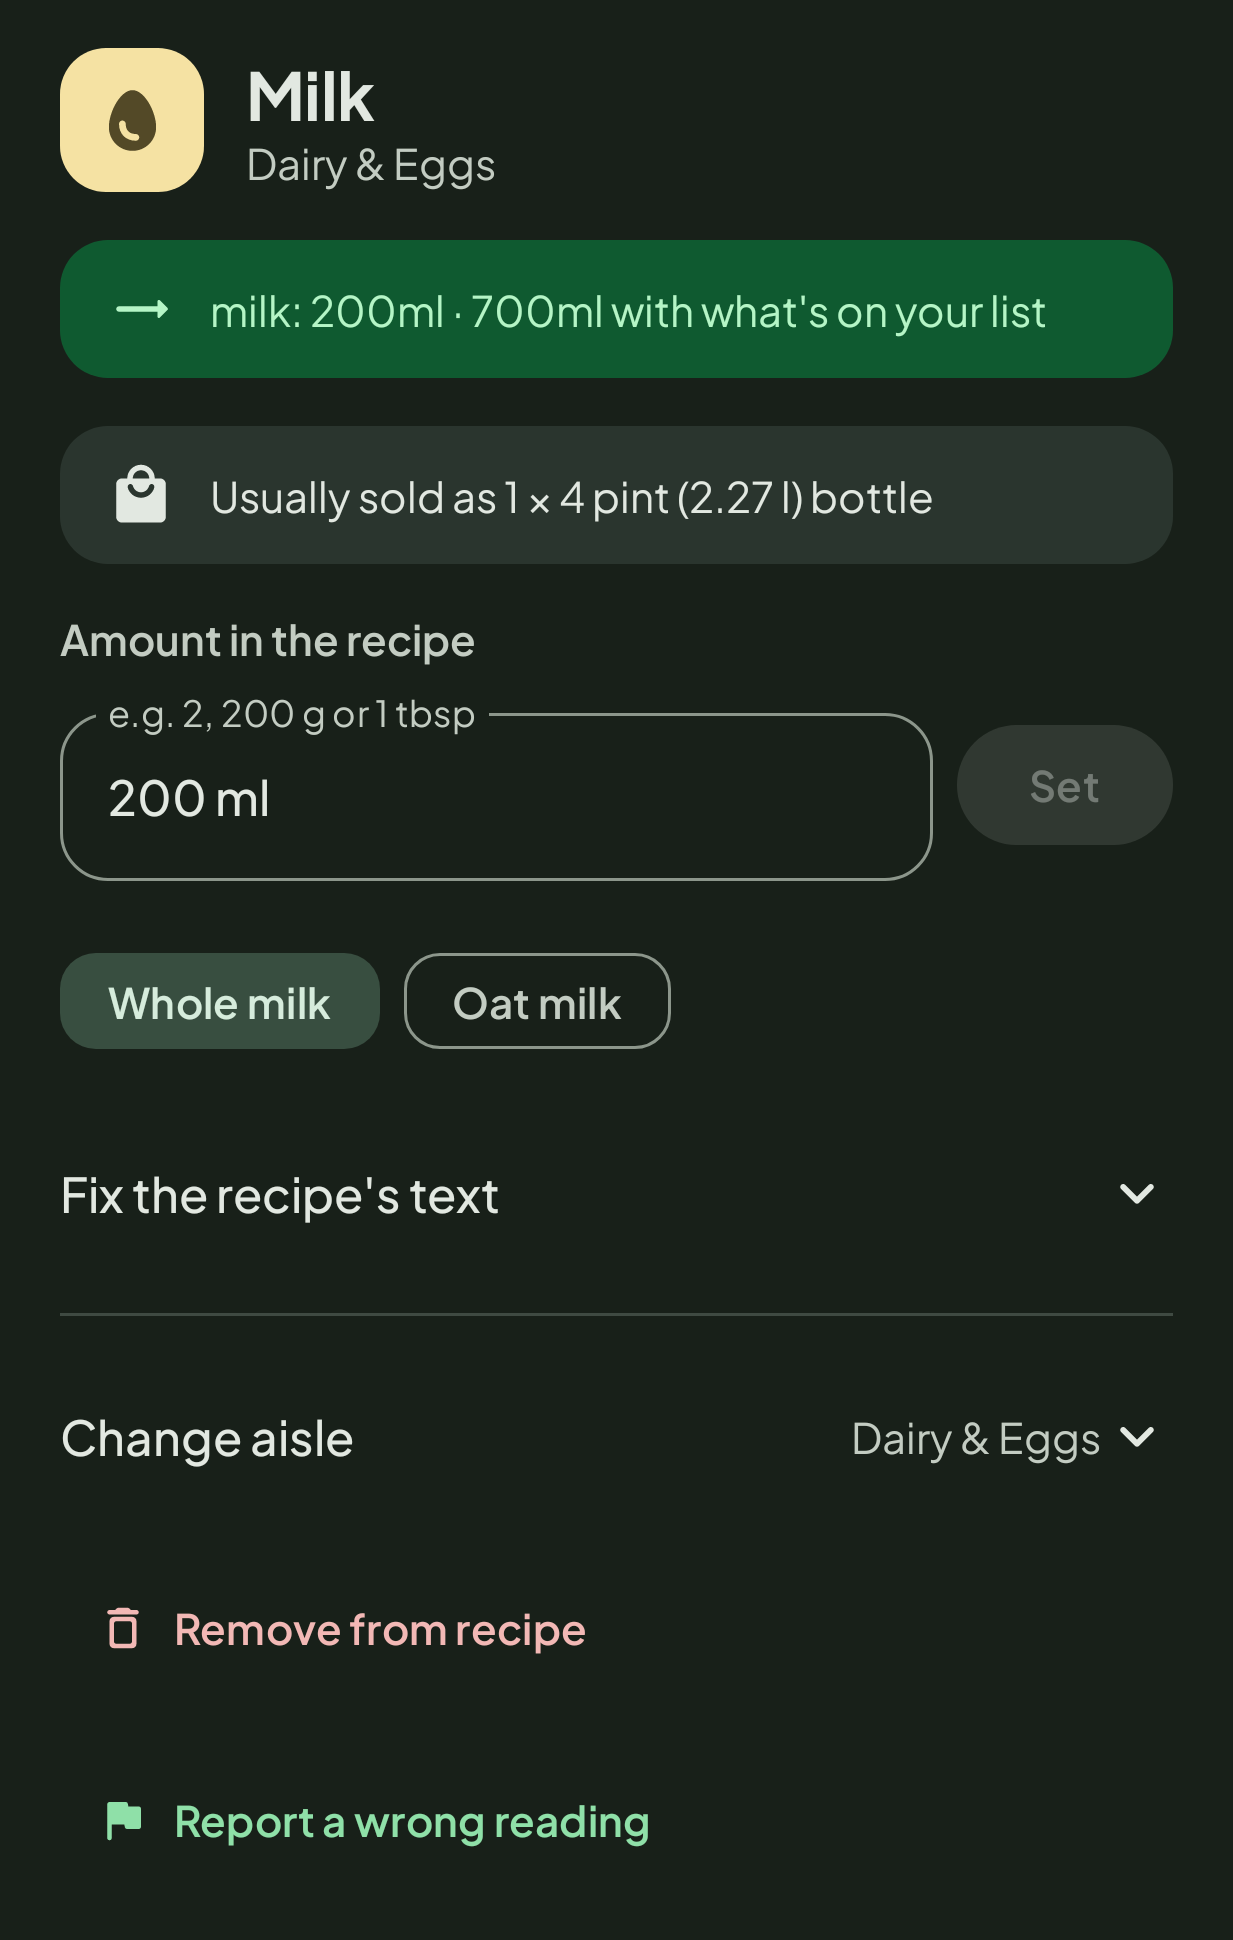 Milk
Dairy & Eggs
milk: 200ml · 700ml with what's on your list
Usually sold as 1 × 4 pint (2.27 l) bottle
Amount in the recipe
e.g. 2, 200 g or 1 tbsp
200 ml
Set
Whole milk
Oat milk
Fix the recipe's text
Change aisle
Dairy & Eggs
Remove from recipe
Report a wrong reading